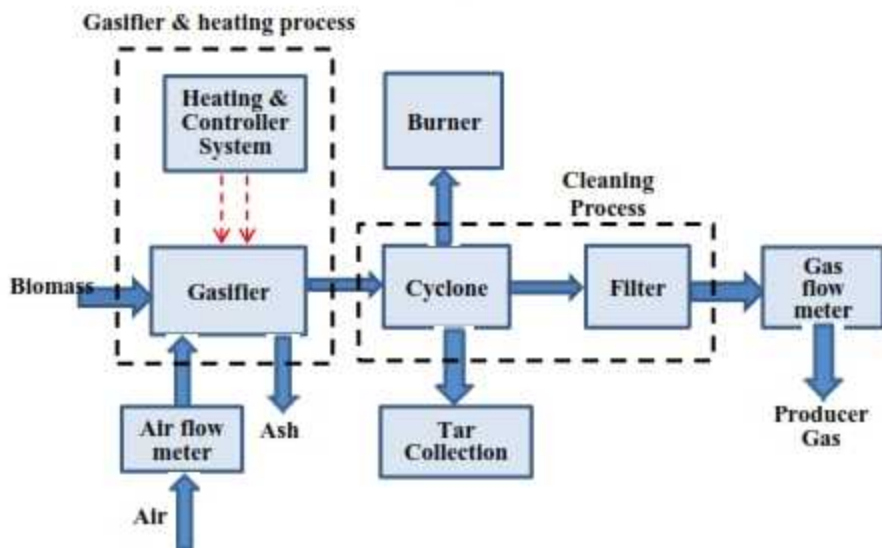 Gasifier & heating process
Heating &
Controller
System
Burner
Cleaning
Process
Biomass
Gasifier
Cyclone
Filter
Gas
flow
meter
Air flow
meter
Ash
Tar
Collection
Producer
Gas
Air